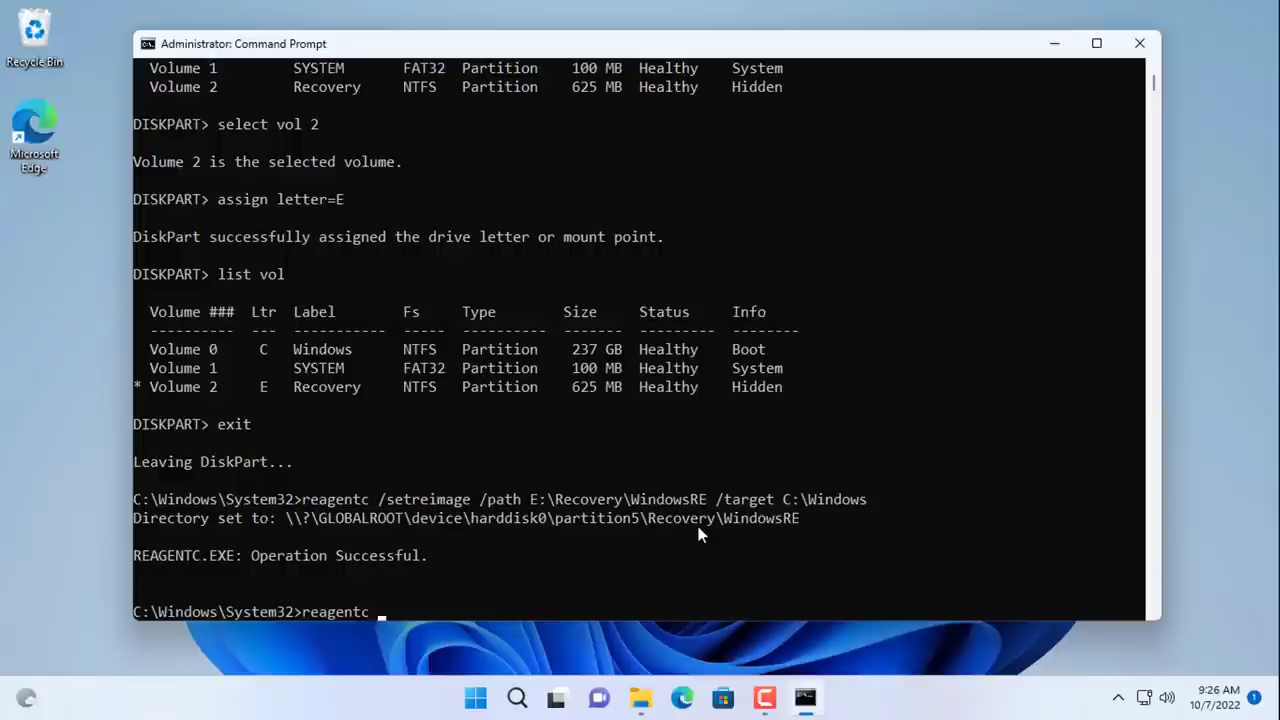 Recycle Bin
Microsoft
Edge
Administrator: Command Prompt
Volume 1 SYSTEM FAT32 Partition 100 MB Healthy System
Volume 2 Recovery NTFS Partition 625 MB Healthy Hidden
DISKPART> select vol 2
Volume 2 is the selected volume.
DISKPART> assign letter=E
DiskPart successfully assigned the drive letter or mount point.
DISKPART> list vol
Volume ### Ltr Label Fs Type Size Status Info
---------- --- ----------- ----- ---------- ------- --------- --------
Volume 0 C Windows NTFS Partition 237 GB Healthy Boot
Volume 1 SYSTEM FAT32 Partition 100 MB Healthy System
* Volume 2 E Recovery NTFS Partition 625 MB Healthy Hidden
DISKPART> exit
Leaving DiskPart...
C:\Windows\System32>reagentc /setreimage /path E:\Recovery\WindowsRE /target C:\Windows
Directory set to: \\?\GLOBALROOT\device\harddisk0\partition5\Recovery\WindowsRE
REAGENTC.EXE: Operation Successful.
C:\Windows\System32>reagentc
9:26 AM
10/7/2022
1